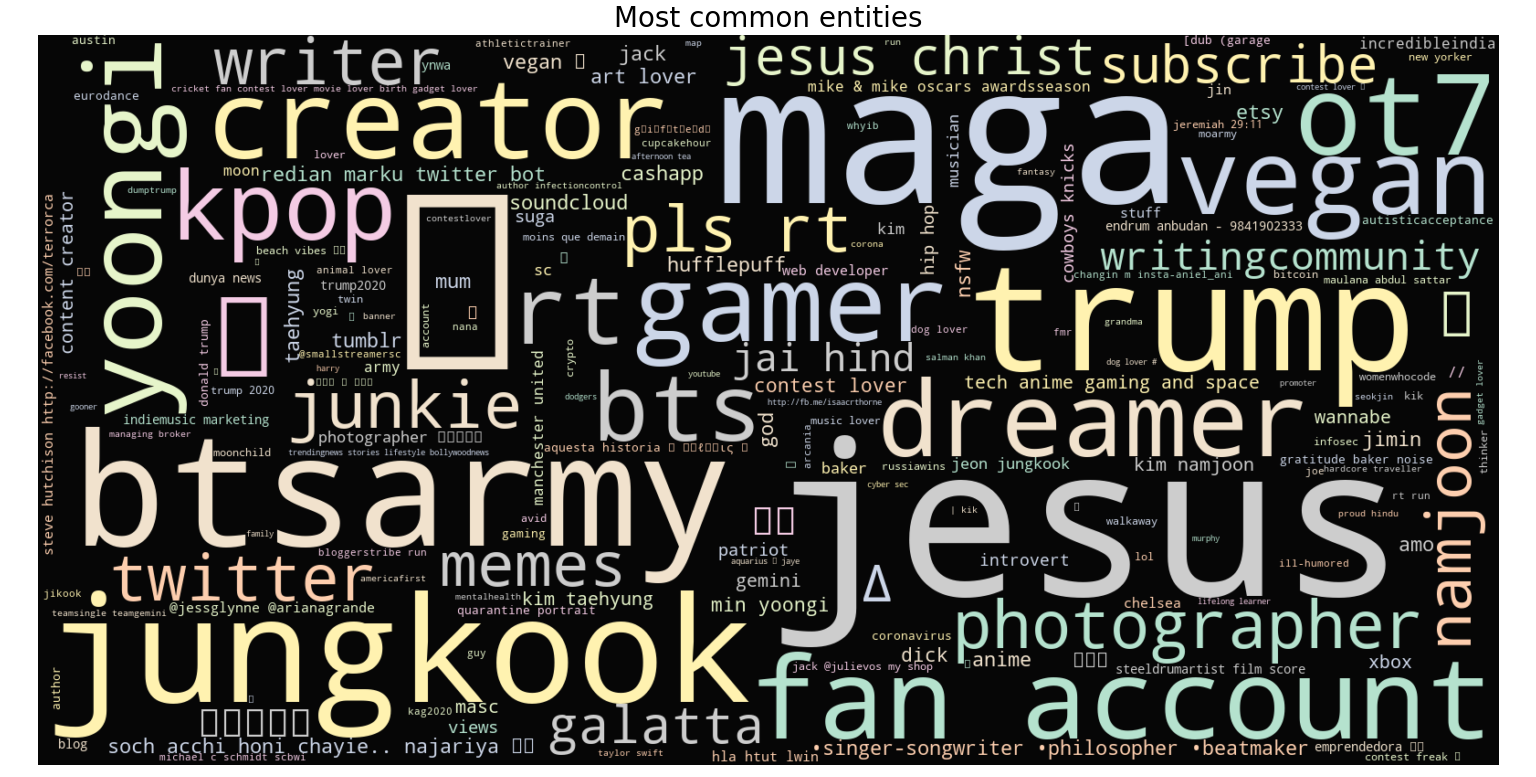 Most common entities
austin
writer
ynwa
athletictrainer
vegan
jack
map
art lover
jesus christ
run
[dub (garage
subscribe
incredibleindia
new yorker
eurodance
cricket fan contest lover movie lover birth gadget lover
mike & mike oscars awardsseason
jin
contest lover
yoongi
creator
cupcakehour
maga
whyib
musician
jeremiah 29:11
moarmy
etsy
ot7
lover
afternoon tea
moon
redian marku twitter bot
cashapp
fantasy
cowboys knicks
vegan
dumptrump
kpop
author infectioncontrol
soundcloud
contestlover
suga
pls rt
kim
hip hop
stuff
autisticacceptance
endrum anbudan - 9841902333
content creator
beach vibes
moins que demain
corona
writingcommunity
steve hutchison http://facebook.com/terrorca
dunya news
animal lover
trump2020
twin
yogi
banner
taehyung
mum
nana
account
sc
hufflepuff
web developer
nsfw
changin m insta-aniel_ani
bitcoin
maulana abdul sattar
rt
gamer
trump
grandma
donald trump
tumblr
@smallstreamersc
harry
army
dog lover
fmr
resist
trump 2020
crypto
youtube
jai hind
salman khan
dog lover #
womenwhocode
//
gooner
indiemusic marketing
managing broker
junkie
manchester united
bts
dodgers
contest lover
http://fb.me/isaacrthorne
tech anime gaming and space
promoter
seokjin
kik
gadget lover
photographer
god
arcania
music lover
dreamer
wannabe
infosec
jimin
thinker
moonchild
trendingnews stories lifestyle bollywoodnews
aquesta historia
baker
russiawins
jeon jungkook
kim namjoon
gratitude baker noise
joe
hardcore traveller
namjoon
btsarmy
cyber sec
jesus
| kik
rt run
family
avid
gaming
walkaway
proud hindu
bloggerstribe run
patriot
aquarius
jaye
murphy
amo
twitter
americafirst
memes
gemini
Δ
introvert
lol
ill-humored
jikook
teamsingle teamgemini
@jessglynne @arianagrande
mentalhealth
kim taehyung
quarantine portrait
min yoongi
chelsea
lifelong learner
jungkook
guy
coronavirus
photographer
dick
anime
author
jack @julievos my shop
steeldrumartist film score
xbox
kag2020
masc
views
fan account
blog
soch acchi honi chayie.. najariya
galatta
michael c schmidt scbwi
taylor swift
hla htut lwin
•singer-songwriter •philosopher •beatmaker
emprendedora
contest freak